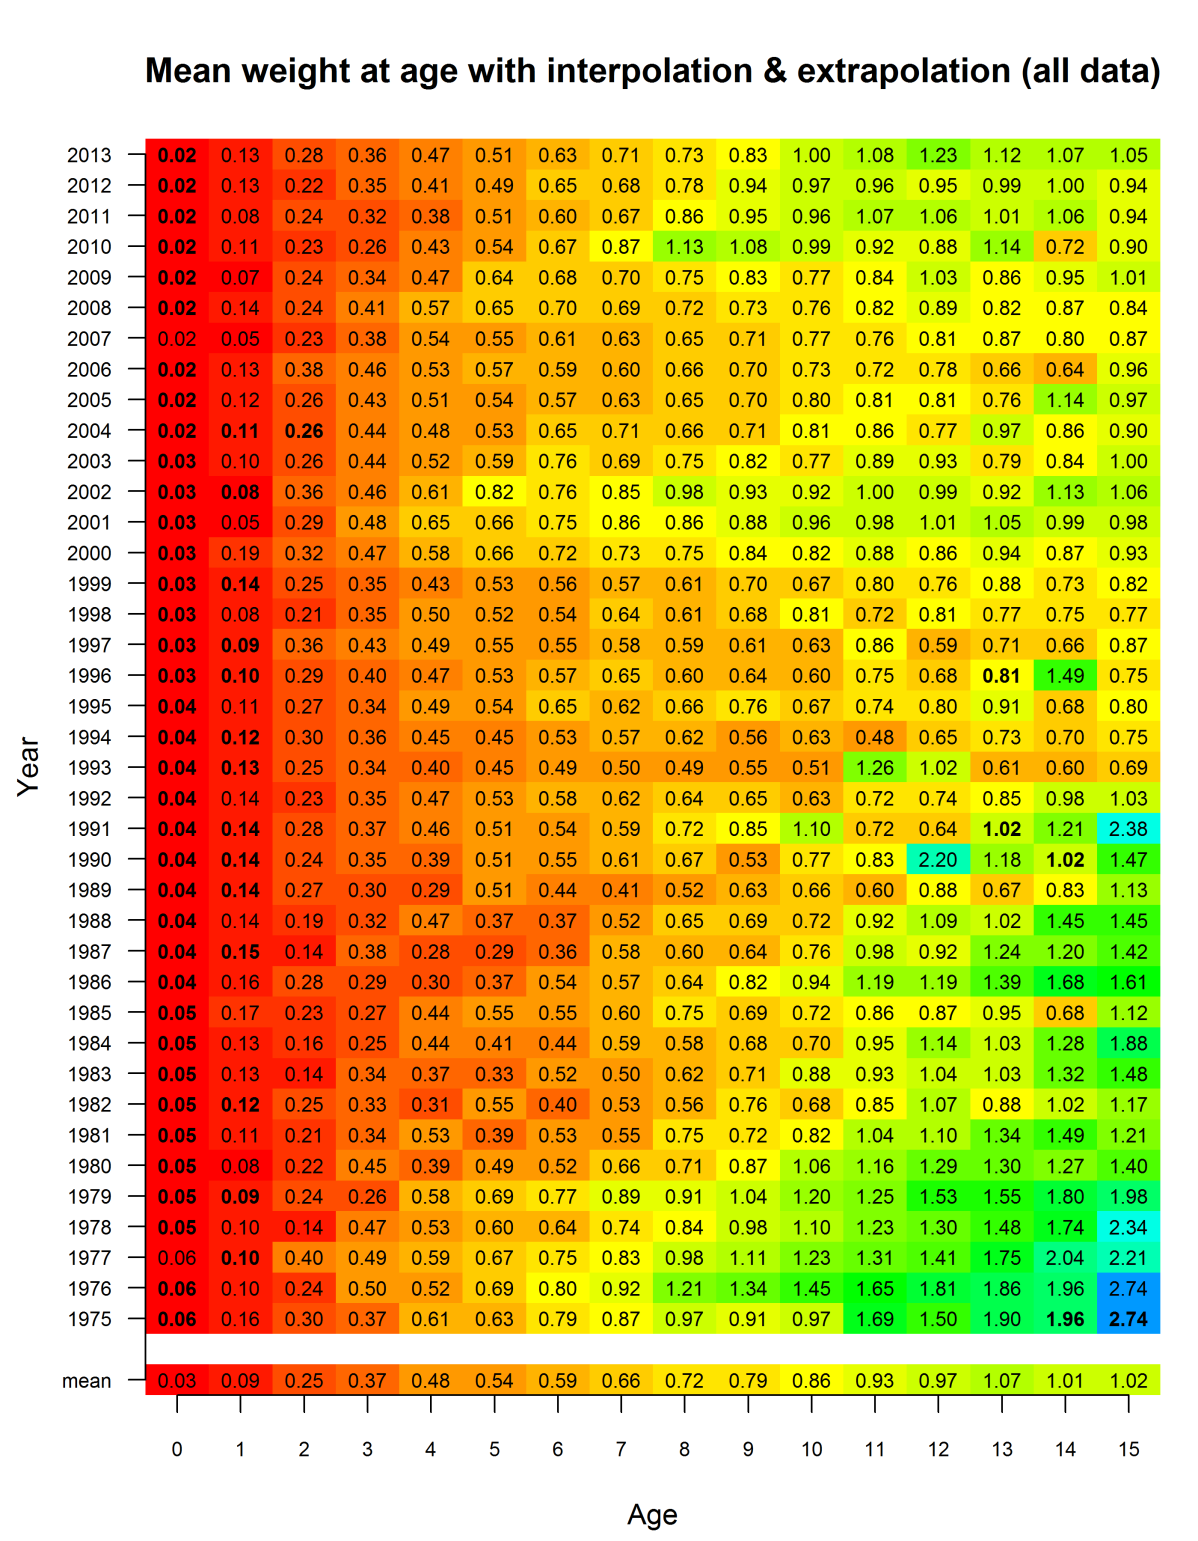 Mean weight at age with interpolation & extrapolation (all data)
2013 0.02 0.13 0.28 0.36 0.47 0.51 0.63 0.71 0.73 0.83 1.00 1.08 1.23 1.12 1.07 1.05
2012 0.02 0.13 0.22 0.35 0.41 0.49 0.65 0.68 0.78 0.94 0.97 0.96 0.95 0.99 1.00 0.94
2011 0.02 0.08 0.24 0.32 0.38 0.51 0.60 0.67 0.86 0.95 0.96 1.07 1.06 1.01 1.06 0.94
2010 0.02 0.11 0.23 0.26 0.43 0.54 0.67 0.87 1.13 1.08 0.99 0.92 0.88 1.14 0.72 0.90
2009 0.02 0.07 0.24 0.34 0.47 0.64 0.68 0.70 0.75 0.83 0.77 0.84 1.03 0.86 0.95 1.01
2008 0.02 0.14 0.24 0.41 0.57 0.65 0.70 0.69 0.72 0.73 0.76 0.82 0.89 0.82 0.87 0.84
2007 0.02 0.05 0.23 0.38 0.54 0.55 0.61 0.63 0.65 0.71 0.77 0.76 0.81 0.87 0.80 0.87
2006 0.02 0.13 0.38 0.46 0.53 0.57 0.59 0.60 0.66 0.70 0.73 0.72 0.78 0.66 0.64 0.96
2005 0.02 0.12 0.26 0.43 0.51 0.54 0.57 0.63 0.65 0.70 0.80 0.81 0.81 0.76 1.14 0.97
2004 0.02 0.11 0.26 0.44 0.48 0.53 0.65 0.71 0.66 0.71 0.81 0.86 0.77 0.97 0.86 0.90
2003 0.03 0.10 0.26 0.44 0.52 0.59 0.76 0.69 0.75 0.82 0.77 0.89 0.93 0.79 0.84 1.00
2002 0.03 0.08 0.36 0.46 0.61 0.82 0.76 0.85 0.98 0.93 0.92 1.00 0.99 0.92 1.13 1.06
2001 0.03 0.05 0.29 0.48 0.65 0.66 0.75 0.86 0.86 0.88 0.96 0.98 1.01 1.05 0.99 0.98
2000 0.03 0.19 0.32 0.47 0.58 0.66 0.72 0.73 0.75 0.84 0.82 0.88 0.86 0.94 0.87 0.93
1999 0.03 0.14 0.25 0.35 0.43 0.53 0.56 0.57 0.61 0.70 0.67 0.80 0.76 0.88 0.73 0.82
1998 0.03 0.08 0.21 0.35 0.50 0.52 0.54 0.64 0.61 0.68 0.81 0.72 0.81 0.77 0.75 0.77
1997 0.03 0.09 0.36 0.43 0.49 0.55 0.55 0.58 0.59 0.61 0.63 0.86 0.59 0.71 0.66 0.87
1996 0.03 0.10 0.29 0.40 0.47 0.53 0.57 0.65 0.60 0.64 0.60 0.75 0.68 0.81 1.49 0.75
1995 0.04 0.11 0.27 0.34 0.49 0.54 0.65 0.62 0.66 0.76 0.67 0.74 0.80 0.91 0.68 0.80
1994 0.04 0.12 0.30 0.36 0.45 0.45 0.53 0.57 0.62 0.56 0.63 0.48 0.65 0.73 0.70 0.75
1993 0.04 0.13 0.25 0.34 0.40 0.45 0.49 0.50 0.49 0.55 0.51 1.26 1.02 0.61 0.60 0.69
1992 0.04 0.14 0.23 0.35 0.47 0.53 0.58 0.62 0.64 0.65 0.63 0.72 0.74 0.85 0.98 1.03
1991 0.04 0.14 0.28 0.37 0.46 0.51 0.54 0.59 0.72 0.85 1.10 0.72 0.64 1.02 1.21 2.38
1990 0.04 0.14 0.24 0.35 0.39 0.51 0.55 0.61 0.67 0.53 0.77 0.83 2.20 1.18 1.02 1.47
1989 0.04 0.14 0.27 0.30 0.29 0.51 0.44 0.41 0.52 0.63 0.66 0.60 0.88 0.67 0.83 1.13
1988 0.04 0.14 0.19 0.32 0.47 0.37 0.37 0.52 0.65 0.69 0.72 0.92 1.09 1.02 1.45 1.45
1987 0.04 0.15 0.14 0.38 0.28 0.29 0.36 0.58 0.60 0.64 0.76 0.98 0.92 1.24 1.20 1.42
1986 0.04 0.16 0.28 0.29 0.30 0.37 0.54 0.57 0.64 0.82 0.94 1.19 1.19 1.39 1.68 1.61
1985 0.05 0.17 0.23 0.27 0.44 0.55 0.55 0.60 0.75 0.69 0.72 0.86 0.87 0.95 0.68 1.12
1984 0.05 0.13 0.16 0.25 0.44 0.41 0.44 0.59 0.58 0.68 0.70 0.95 1.14 1.03 1.28 1.88
1983 0.05 0.13 0.14 0.34 0.37 0.33 0.52 0.50 0.62 0.71 0.88 0.93 1.04 1.03 1.32 1.48
1982 0.05 0.12 0.25 0.33 0.31 0.55 0.40 0.53 0.56 0.76 0.68 0.85 1.07 0.88 1.02 1.17
1981 0.05 0.11 0.21 0.34 0.53 0.39 0.53 0.55 0.75 0.72 0.82 1.04 1.10 1.34 1.49 1.21
1980 0.05 0.08 0.22 0.45 0.39 0.49 0.52 0.66 0.71 0.87 1.06 1.16 1.29 1.30 1.27 1.40
1979 0.05 0.09 0.24 0.26 0.58 0.69 0.77 0.89 0.91 1.04 1.20 1.25 1.53 1.55 1.80 1.98
1978 0.05 0.10 0.14 0.47 0.53 0.60 0.64 0.74 0.84 0.98 1.10 1.23 1.30 1.48 1.74 2.34
1977 0.06 0.10 0.40 0.49 0.59 0.67 0.75 0.83 0.98 1.11 1.23 1.31 1.41 1.75 2.04 2.21
1976 0.06 0.10 0.24 0.50 0.52 0.69 0.80 0.92 1.21 1.34 1.45 1.65 1.81 1.86 1.96 2.74
1975 0.06 0.16 0.30 0.37 0.61 0.63 0.79 0.87 0.97 0.91 0.97 1.69 1.50 1.90 1.96 2.74
mean 0.03 0.09 0.25 0.37 0.48 0.54 0.59 0.66 0.72 0.79 0.86 0.93 0.97 1.07 1.01 1.02
0 1 2 3 4 5 6 7 8 9 10 11 12 13 14 15
Age
Year